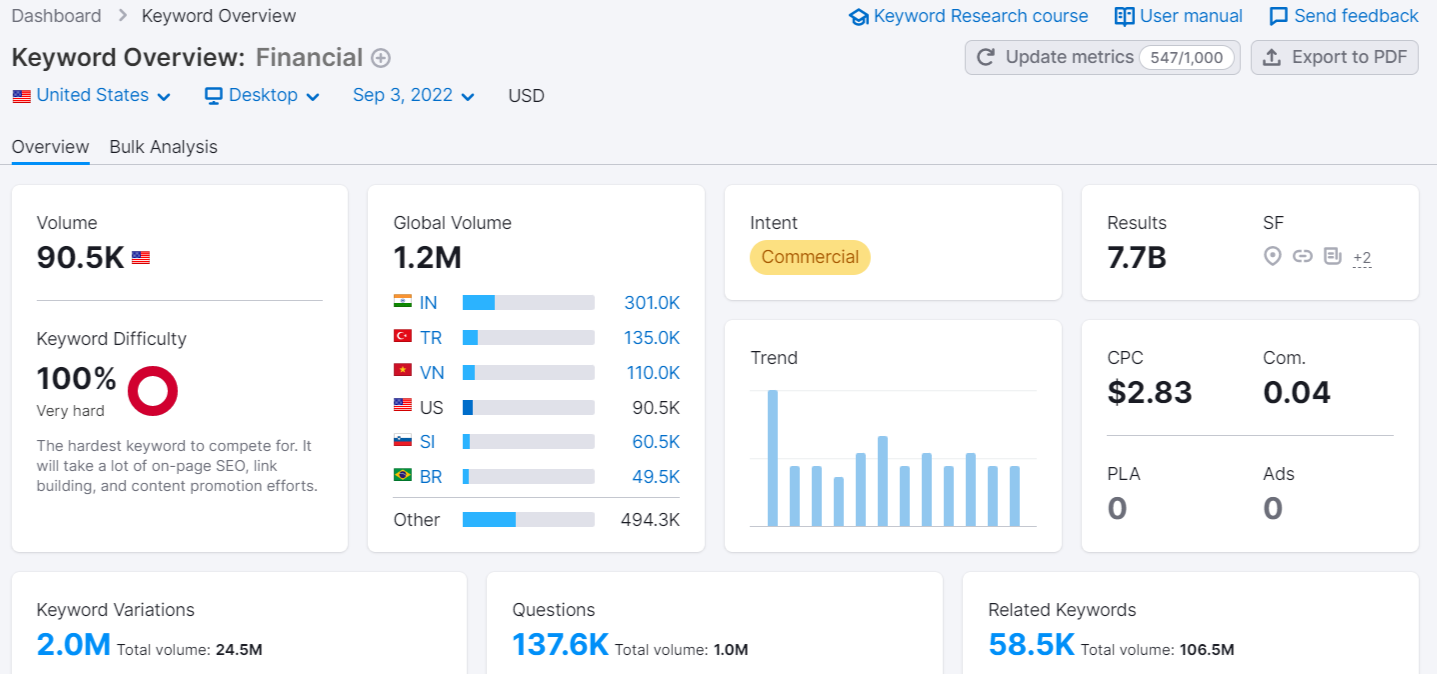 Dashboard > Keyword Overview
Keyword Research course
User manual
Send feedback
Keyword Overview: Financial
Update metrics 547/1,000
Export to PDF
United States
Desktop
Sep 3, 2022
USD
Overview
Bulk Analysis
Volume
90.5K
Keyword Difficulty
100%
Very hard
The hardest keyword to compete for. It
will take a lot of on-page SEO, link
building, and content promotion efforts.
Global Volume
1.2M
IN 301.0K
TR 135.0K
VN 110.0K
US 90.5K
SI 60.5K
BR 49.5K
Other 494.3K
Intent
Commercial
Results
7.7B
SF
+2
Trend
CPC
$2.83
Com.
0.04
PLA
0
Ads
0
Keyword Variations
2.0M Total volume: 24.5M
Questions
137.6K Total volume: 1.0M
Related Keywords
58.5K Total volume: 106.5M